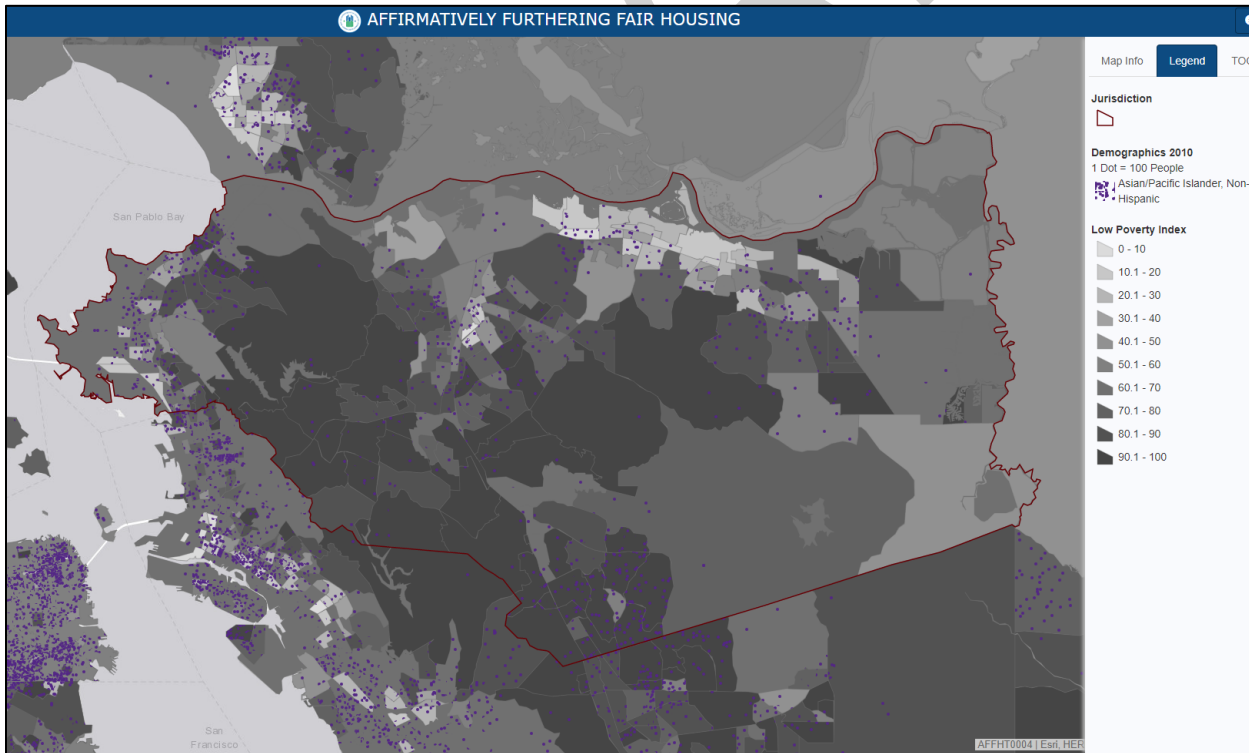 AFFIRMATIVELY FURTHERING FAIR HOUSING
Map Info
Legend
Jurisdiction
Demographics 2010
1 Dot = 100 People
Asian/Pacific Islander, Non-
Hispanic
Low Poverty Index
0 - 10
10.1 - 20
20.1 - 30
30.1 - 40
40.1 - 50
50.1 - 60
60.1 - 70
70.1 - 80
80.1 - 90
90.1 - 100
San Pablo Bay
San
Francisco
AFFHT0004 | Esri, HER